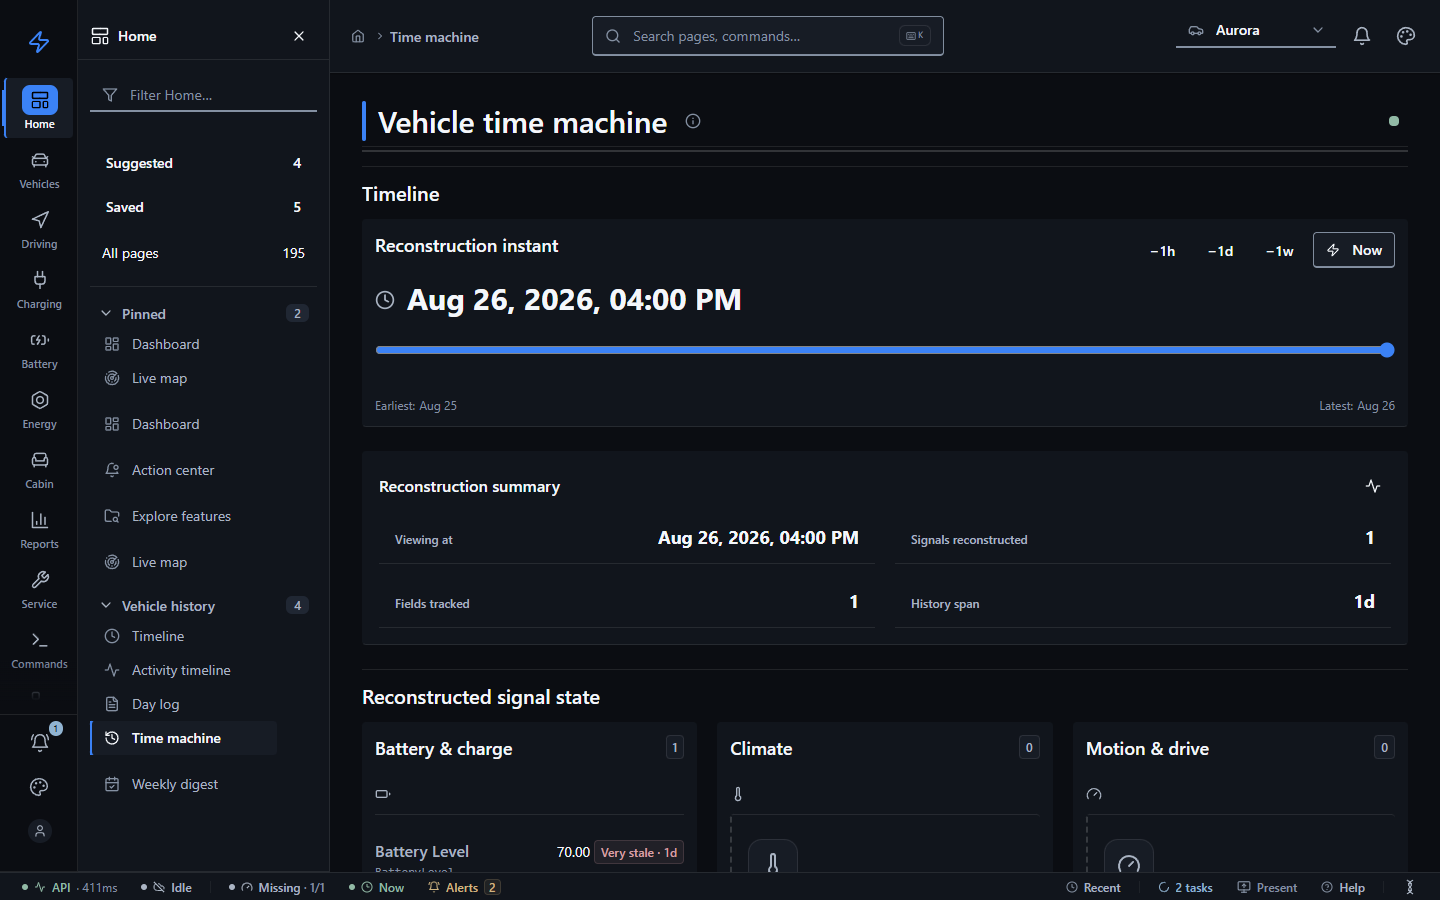 Home
Vehicles
Driving
Charging
Battery
Energy
Cabin
Reports
Service
Commands
1
Home
Filter Home...
Suggested 4
Saved 5
All pages 195
Pinned 2
Dashboard
Live map
Dashboard
Action center
Explore features
Live map
Vehicle history 4
Timeline
Activity timeline
Day log
Time machine
Weekly digest
Time machine
Search pages, commands...
K
Aurora
Vehicle time machine
Timeline
Reconstruction instant
−1h −1d −1w Now
Aug 26, 2026, 04:00 PM
Earliest: Aug 25
Latest: Aug 26
Reconstruction summary
Viewing at Aug 26, 2026, 04:00 PM
Signals reconstructed 1
Fields tracked 1
History span 1d
Reconstructed signal state
Battery & charge 1
Battery Level 70.00 Very stale · 1d
BatteryLevel
Climate 0
Motion & drive 0
API · 411ms Idle Missing · 1/1 Now Alerts 2
Recent 2 tasks Present Help